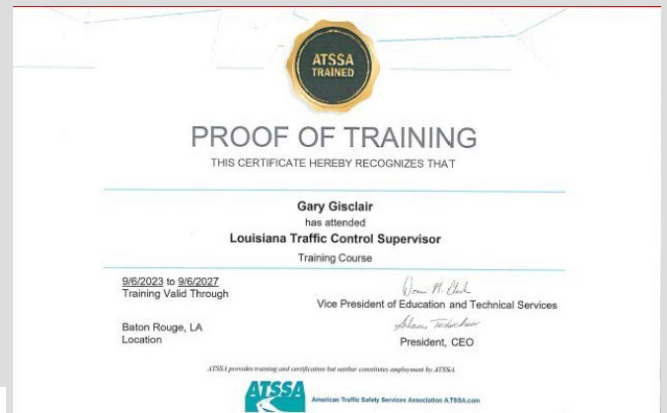 ATSSA
TRAINED
PROOF OF TRAINING
THIS CERTIFICATE HEREBY RECOGNIZES THAT
Gary Gisclair
has attended
Louisiana Traffic Control Supervisor
Training Course
9/6/2023 to 9/6/2027
Training Valid Through
Vice President of Education and Technical Services
Baton Rouge, LA
Location
President, CEO
ATSSA provides training and certification but neither constitutes employment by ATSSA.
ATSSA
American Traffic Safety Services Association ATSSA.com